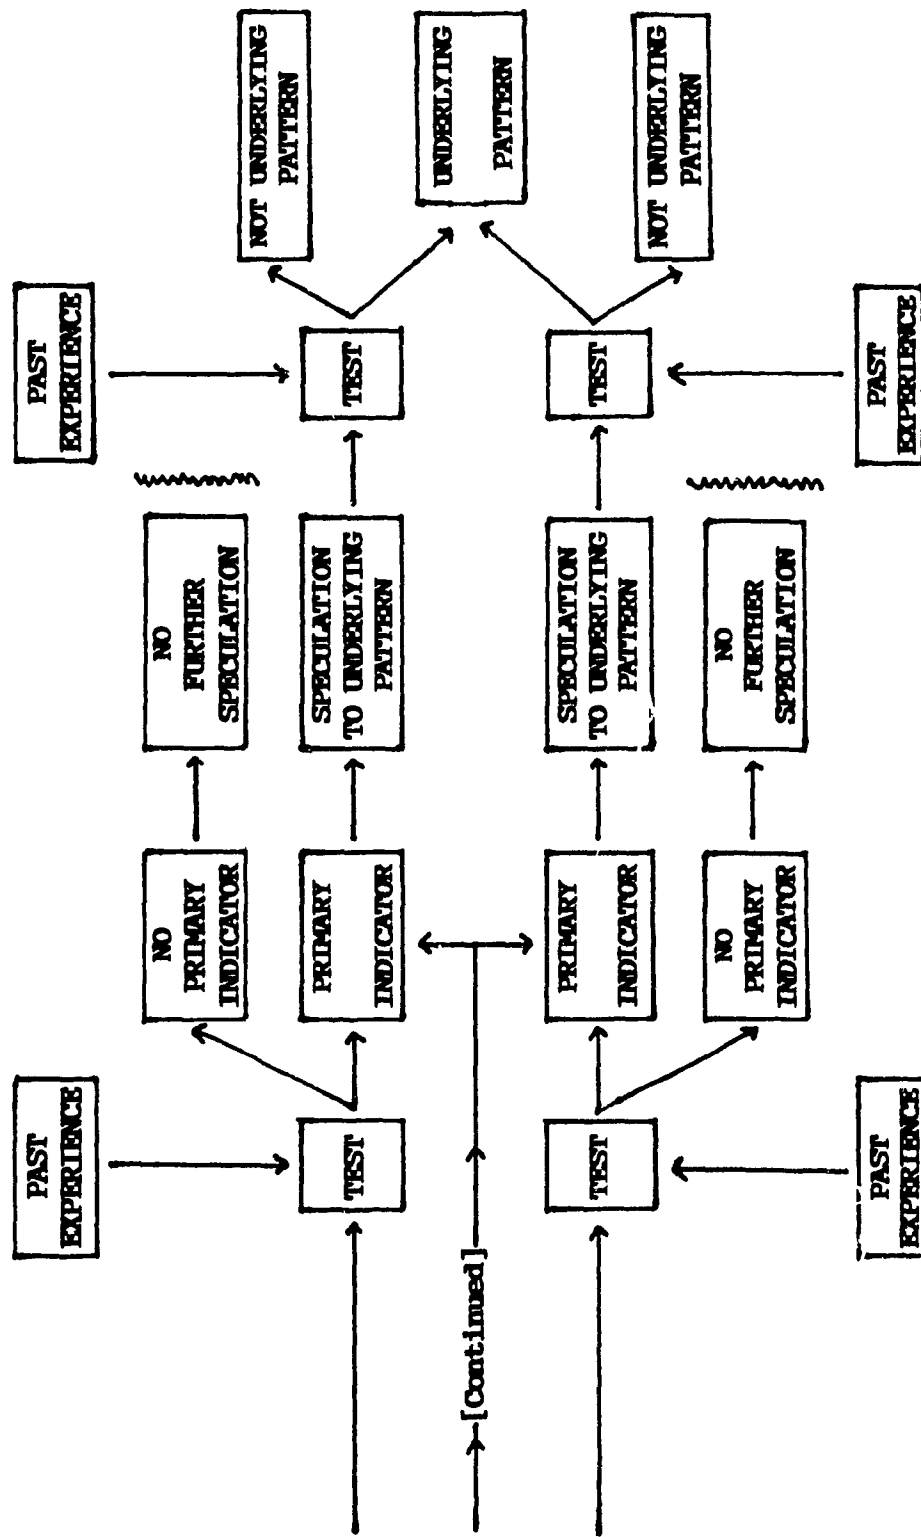 PAST
EXPERIENCE
PAST
EXPERIENCE
NO
PRIMARY
INDICATOR
NO
FURTHER
SPECULATION
NOT UNDERLYING
PATTERN
TEST
PRIMARY
INDICATOR
SPECULATION
TO UNDERLYING
PATTERN
TEST
[Continued]
UNDERLYING
PATTERN
TEST
PRIMARY
INDICATOR
SPECULATION
TO UNDERLYING
PATTERN
TEST
NOT UNDERLYING
PATTERN
NO
PRIMARY
INDICATOR
NO
FURTHER
SPECULATION
PAST
EXPERIENCE
PAST
EXPERIENCE